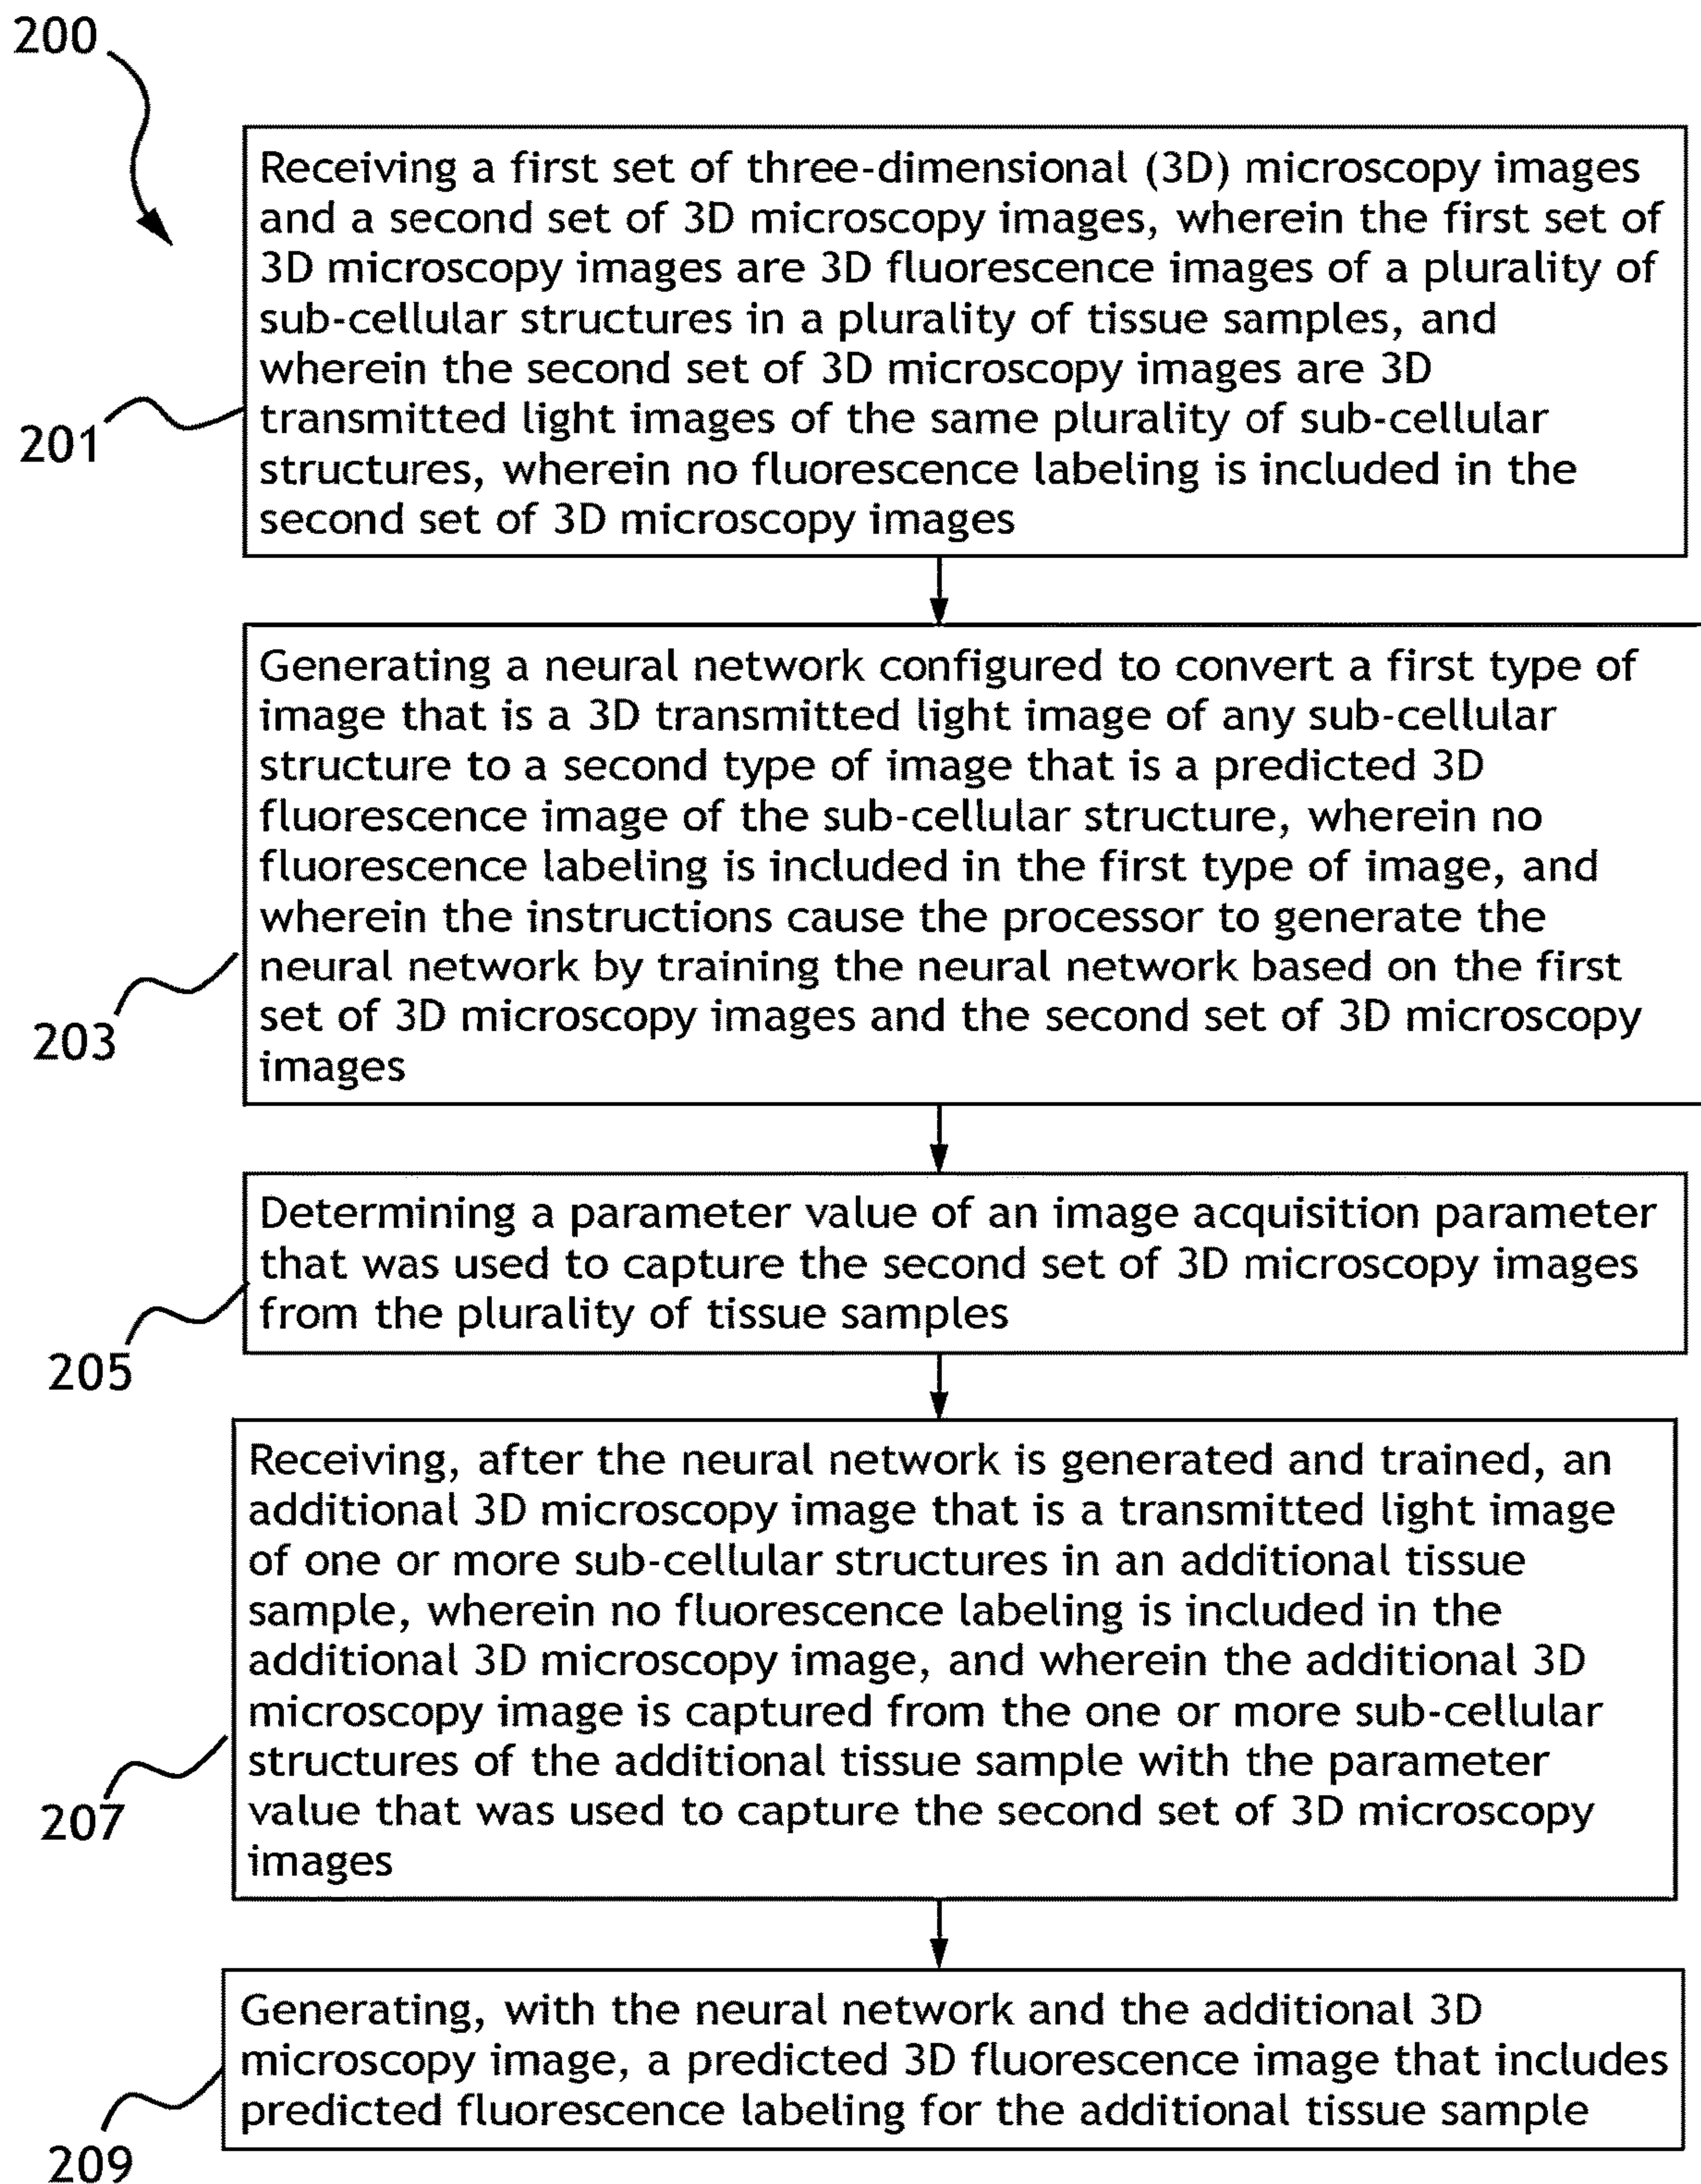 200
Receiving a first set of three-dimensional (3D) microscopy images
and a second set of 3D microscopy images, wherein the first set of
3D microscopy images are 3D fluorescence images of a plurality of
sub-cellular structures in a plurality of tissue samples, and
wherein the second set of 3D microscopy images are 3D
transmitted light images of the same plurality of sub-cellular
structures, wherein no fluorescence labeling is included in the
second set of 3D microscopy images
201
Generating a neural network configured to convert a first type of
image that is a 3D transmitted light image of any sub-cellular
structure to a second type of image that is a predicted 3D
fluorescence image of the sub-cellular structure, wherein no
fluorescence labeling is included in the first type of image, and
wherein the instructions cause the processor to generate the
neural network by training the neural network based on the first
set of 3D microscopy images and the second set of 3D microscopy
images
203
Determining a parameter value of an image acquisition parameter
that was used to capture the second set of 3D microscopy images
from the plurality of tissue samples
205
Receiving, after the neural network is generated and trained, an
additional 3D microscopy image that is a transmitted light image
of one or more sub-cellular structures in an additional tissue
sample, wherein no fluorescence labeling is included in the
additional 3D microscopy image, and wherein the additional 3D
microscopy image is captured from the one or more sub-cellular
structures of the additional tissue sample with the parameter
value that was used to capture the second set of 3D microscopy
images
207
Generating, with the neural network and the additional 3D
microscopy image, a predicted 3D fluorescence image that includes
predicted fluorescence labeling for the additional tissue sample
209